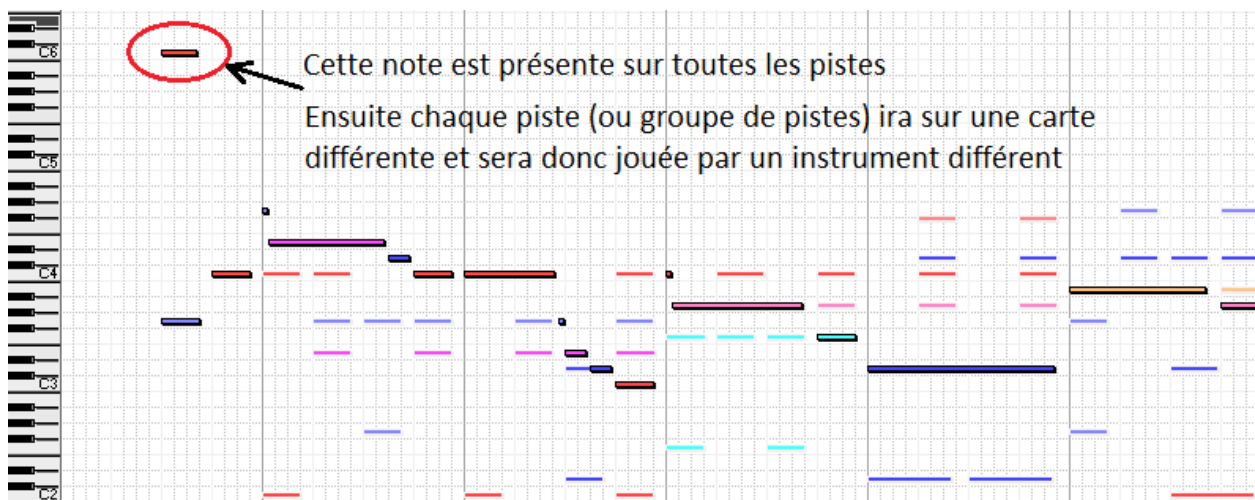 C6
Cette note est présente sur toutes les pistes
Ensuite chaque piste (ou groupe de pistes) ira sur une carte
différente et sera donc jouée par un instrument différent
C5
C4
C3
C2